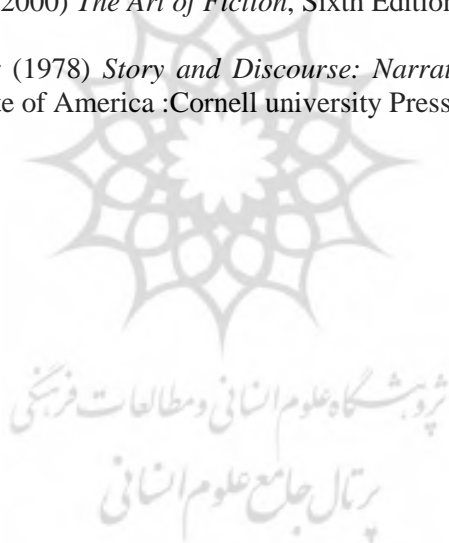 2000) The Art of Fiction, Sixth Edition
(1978) Story and Discourse: Narrat
te of America :Cornell university Press
پژوهشگاه علوم انسانی و مطالعات فرهنگی
پرتال جامع علوم انسانی